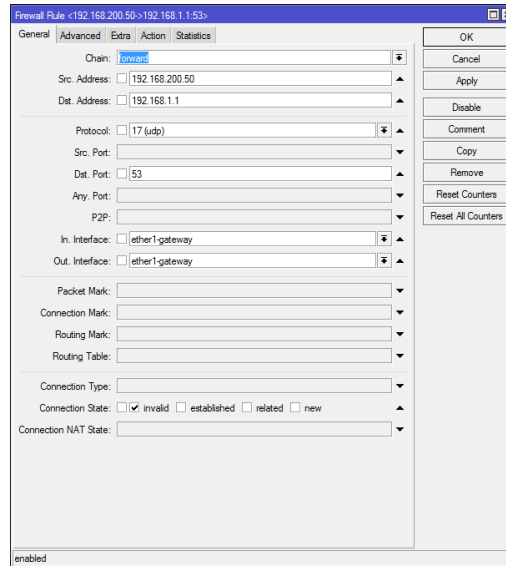 Firewall Rule <192.168.200.50->192.168.1.1:53>
General Advanced Extra Action Statistics
Chain: forward
Src. Address: 192.168.200.50
Dst. Address: 192.168.1.1
Protocol: 17 (udp)
Src. Port:
Dst. Port: 53
Any. Port:
P2P:
In. Interface: ether1-gateway
Out. Interface: ether1-gateway
Packet Mark:
Connection Mark:
Routing Mark:
Routing Table:
Connection Type:
Connection State: invalid established related new
Connection NAT State:
OK
Cancel
Apply
Disable
Comment
Copy
Remove
Reset Counters
Reset All Counters
enabled